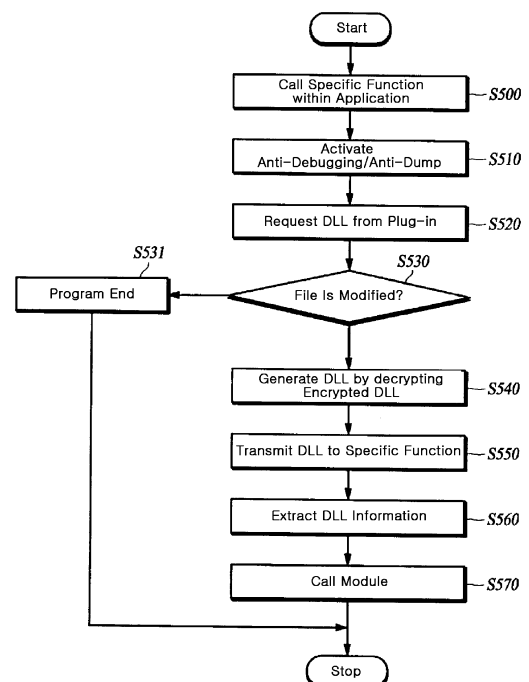 Start
Call Specific Function
within Application
S500
Activate
Anti-Debugging/Anti-Dump
S510
Request DLL from Plug-in
S520
S531
S530
Program End
File Is Modified?
Generate DLL by decrypting
Encrypted DLL
S540
Transmit DLL to Specific Function
S550
Extract DLL Information
S560
Call Module
S570
Stop